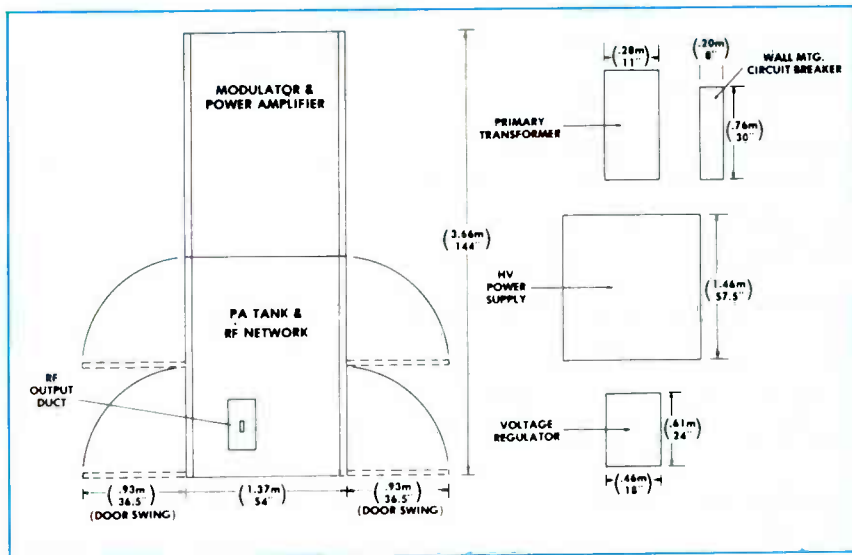 MODULATOR &
POWER AMPLIFIER
PA TANK &
RF NETWORK
RF
OUTPUT
DUCT
(.93m
36.5")
(DOOR SWING)
(1.37m
54")
(.93m
36.5")
(DOOR SWING)
(3.66m
144")
(.28m
11")
(.20m
8")
WALL MTG.
CIRCUIT BREAKER
PRIMARY
TRANSFORMER
(.76m
30")
HV
POWER
SUPPLY
(1.46m
57.5")
VOLTAGE
REGULATOR
(.61m
24")
(.46m
18")